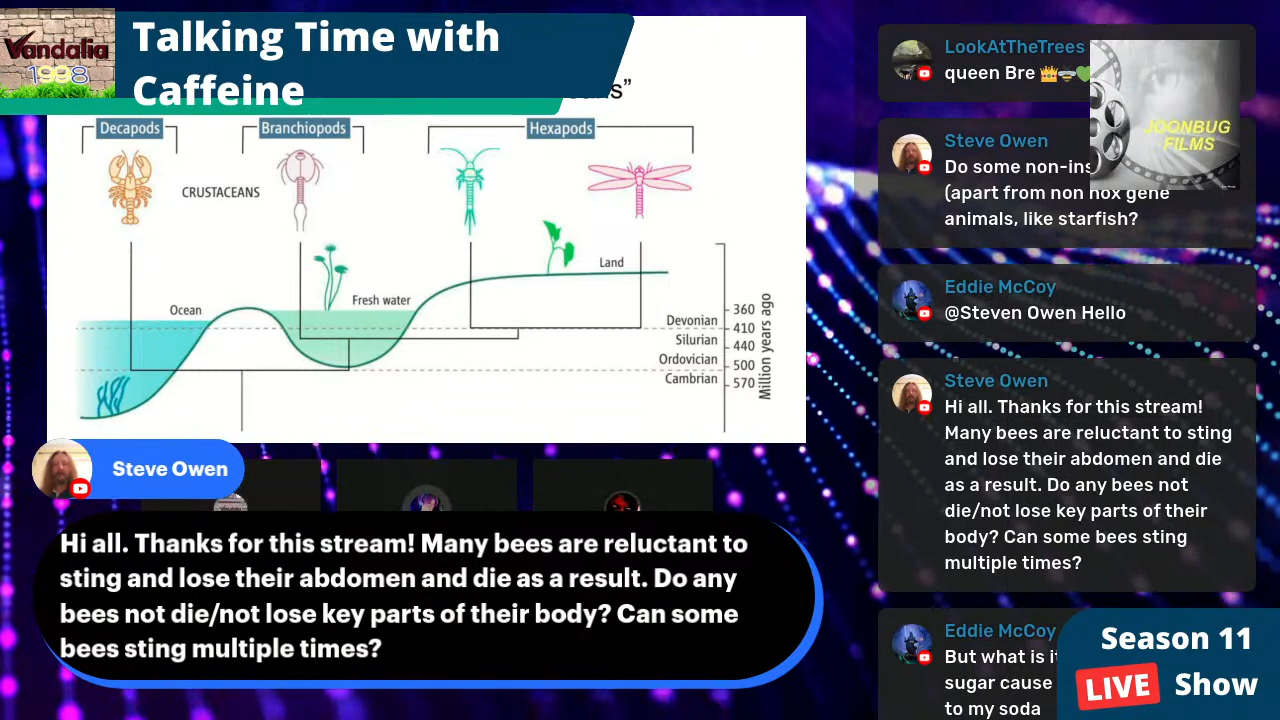 Vandalia
1998
Talking Time with
Caffeine
Decapods
Branchiopods
Hexapods
CRUSTACEANS
Land
Ocean
Fresh water
Devonian
Silurian
Ordovician
Cambrian
360
410
440
500
570
Million years ago
Steve Owen
Hi all. Thanks for this stream! Many bees are reluctant to
sting and lose their abdomen and die as a result. Do any
bees not die/not lose key parts of their body? Can some
bees sting multiple times?
LookAtTheTrees
queen Bre 👑🐝💚
JOONBUG
FILMS
Steve Owen
Do some non-ins
(apart from non hox gene
animals, like starfish?
Eddie McCoy
@Steven Owen Hello
Steve Owen
Hi all. Thanks for this stream!
Many bees are reluctant to sting
and lose their abdomen and die
as a result. Do any bees not
die/not lose key parts of their
body? Can some bees sting
multiple times?
Eddie McCoy
But what is it
sugar cause
to my soda
Season 11
LIVE Show